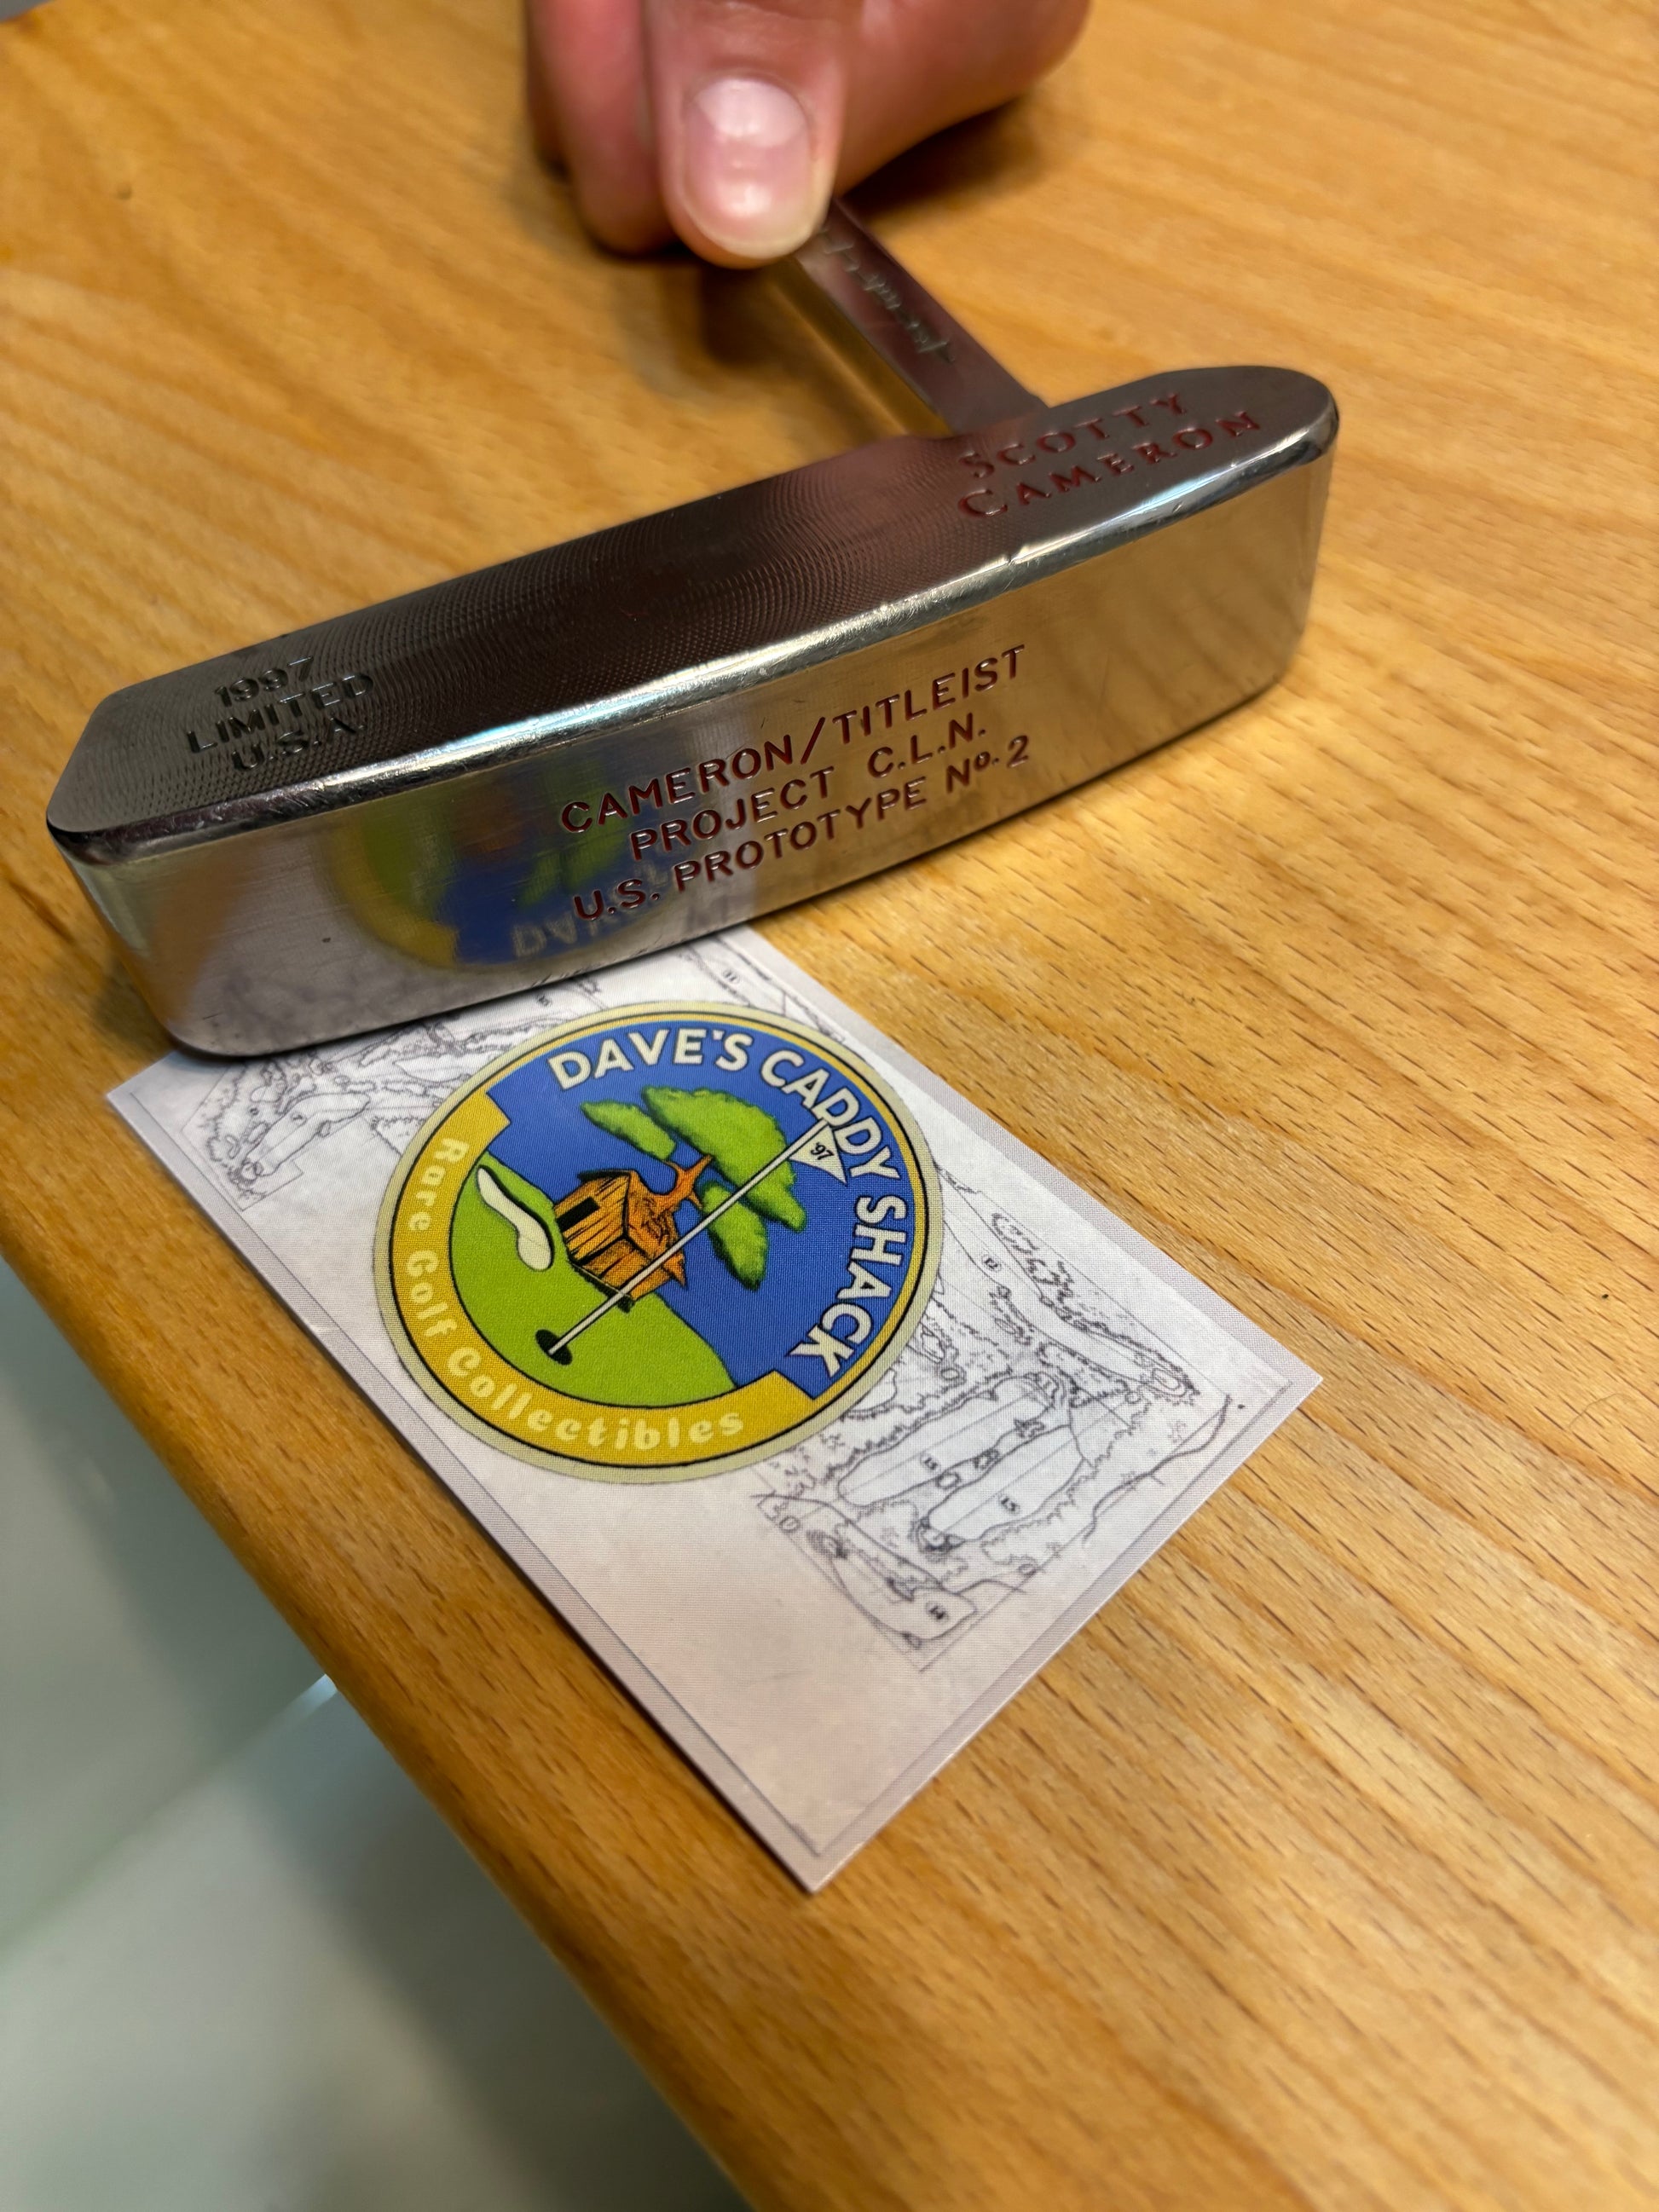 SCOTTY
CAMERON
1997
LIMITED
U.S.A
CAMERON/TITLEIST
PROJECT C.L.N.
U.S. PROTOTYPE No. 2
DAVE'S CADDY SHACK
'97
Rare Golf Collectibles